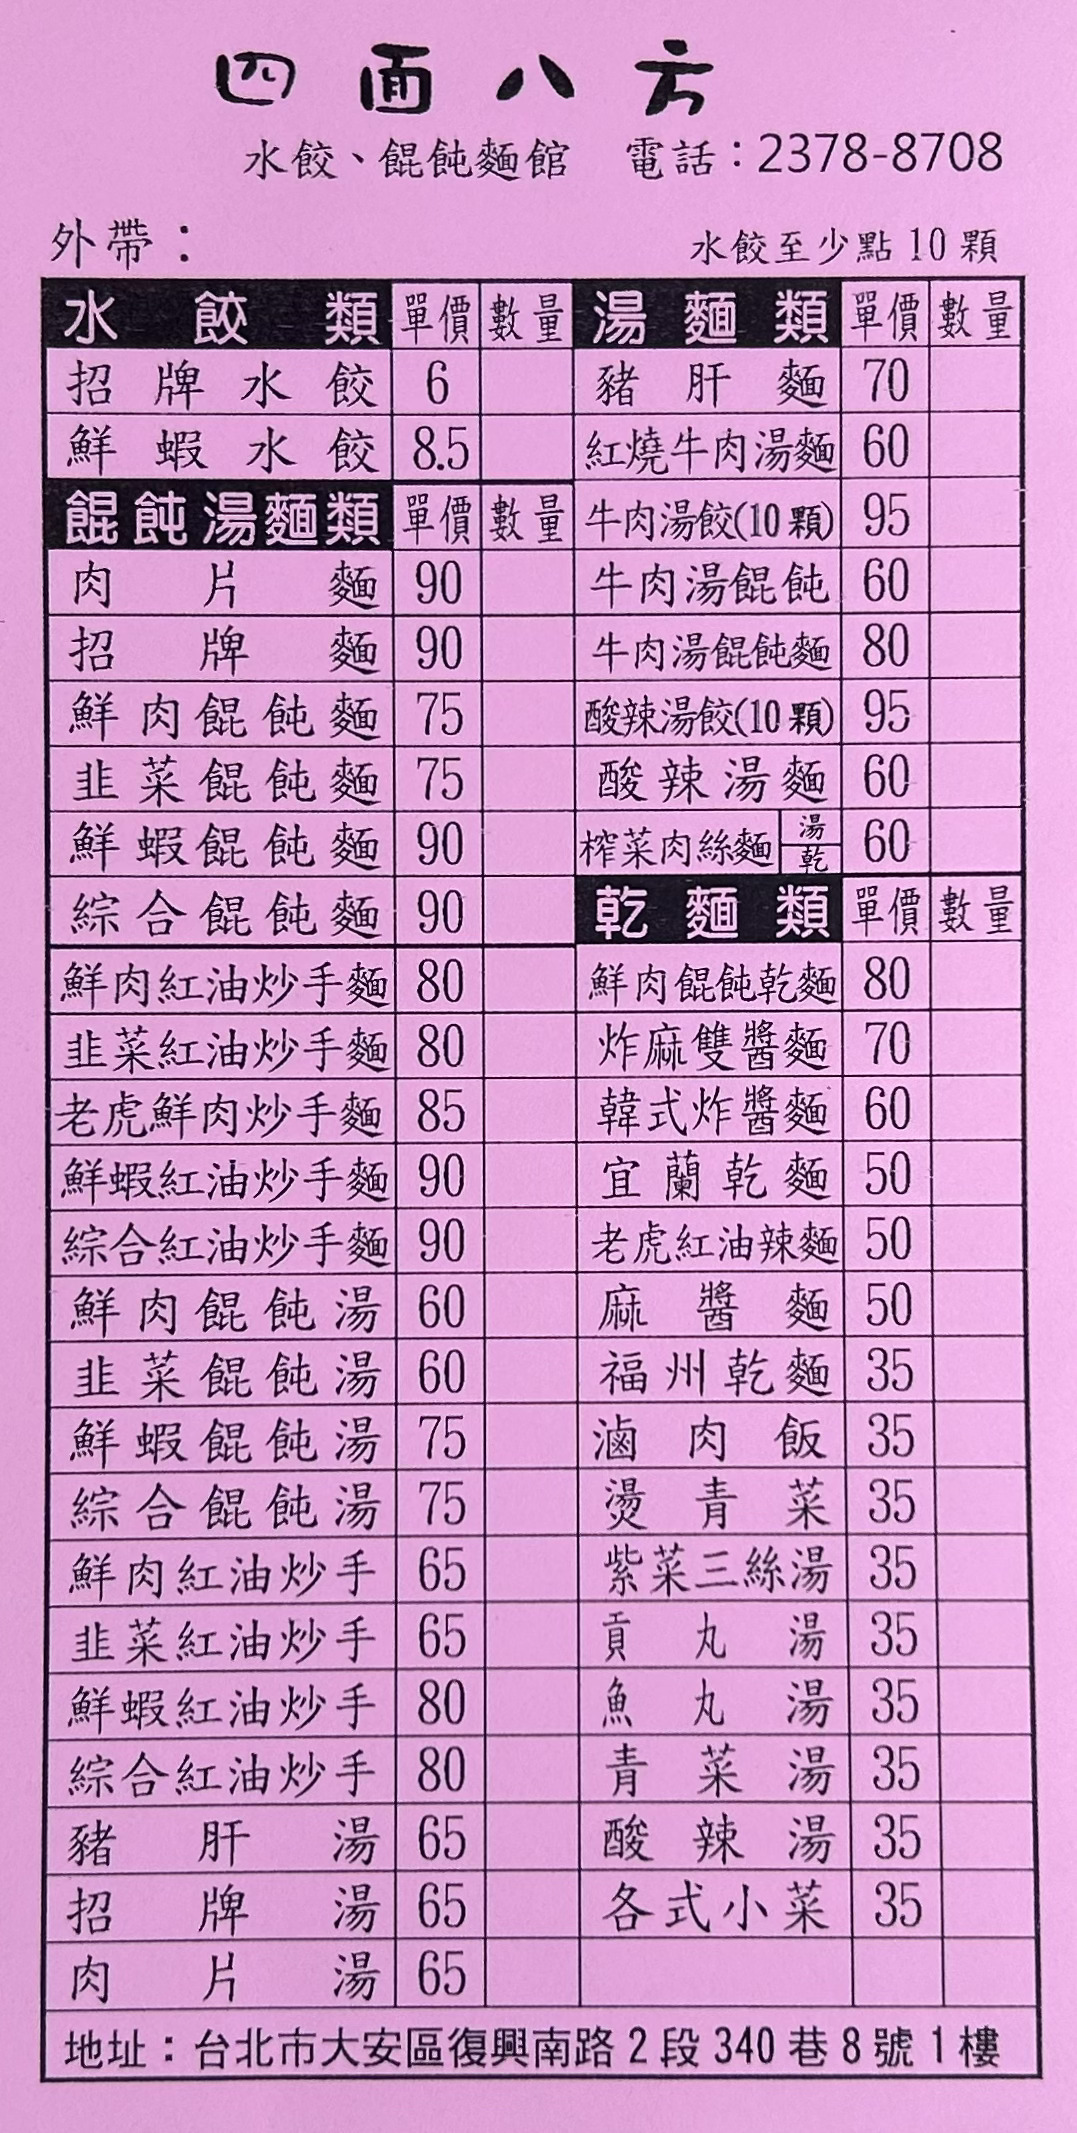 四面八方
水餃、餛飩麵館 電話：2378-8708
外帶：
水餃至少點10顆
水餃類 單價 數量
招牌水餃 6
鮮蝦水餃 8.5
餛飩湯麵類 單價 數量
肉片麵 90
招牌麵 90
鮮肉餛飩麵 75
韭菜餛飩麵 75
鮮蝦餛飩麵 90
綜合餛飩麵 90
鮮肉紅油炒手麵 80
韭菜紅油炒手麵 80
老虎鮮肉炒手麵 85
鮮蝦紅油炒手麵 90
綜合紅油炒手麵 90
鮮肉餛飩湯 60
韭菜餛飩湯 60
鮮蝦餛飩湯 75
綜合餛飩湯 75
鮮肉紅油炒手 65
韭菜紅油炒手 65
鮮蝦紅油炒手 80
綜合紅油炒手 80
豬肝湯 65
招牌湯 65
肉片湯 65
湯麵類 單價 數量
豬肝麵 70
紅燒牛肉湯麵 60
牛肉湯餃(10顆) 95
牛肉湯餛飩 60
牛肉湯餛飩麵 80
酸辣湯餃(10顆) 95
酸辣湯麵 60
榨菜肉絲麵 湯 乾 60
乾麵類 單價 數量
鮮肉餛飩乾麵 80
炸麻雙醬麵 70
韓式炸醬麵 60
宜蘭乾麵 50
老虎紅油辣麵 50
麻醬麵 50
福州乾麵 35
滷肉飯 35
燙青菜 35
紫菜三絲湯 35
貢丸湯 35
魚丸湯 35
青菜湯 35
酸辣湯 35
各式小菜 35
地址：台北市大安區復興南路2段340巷8號1樓